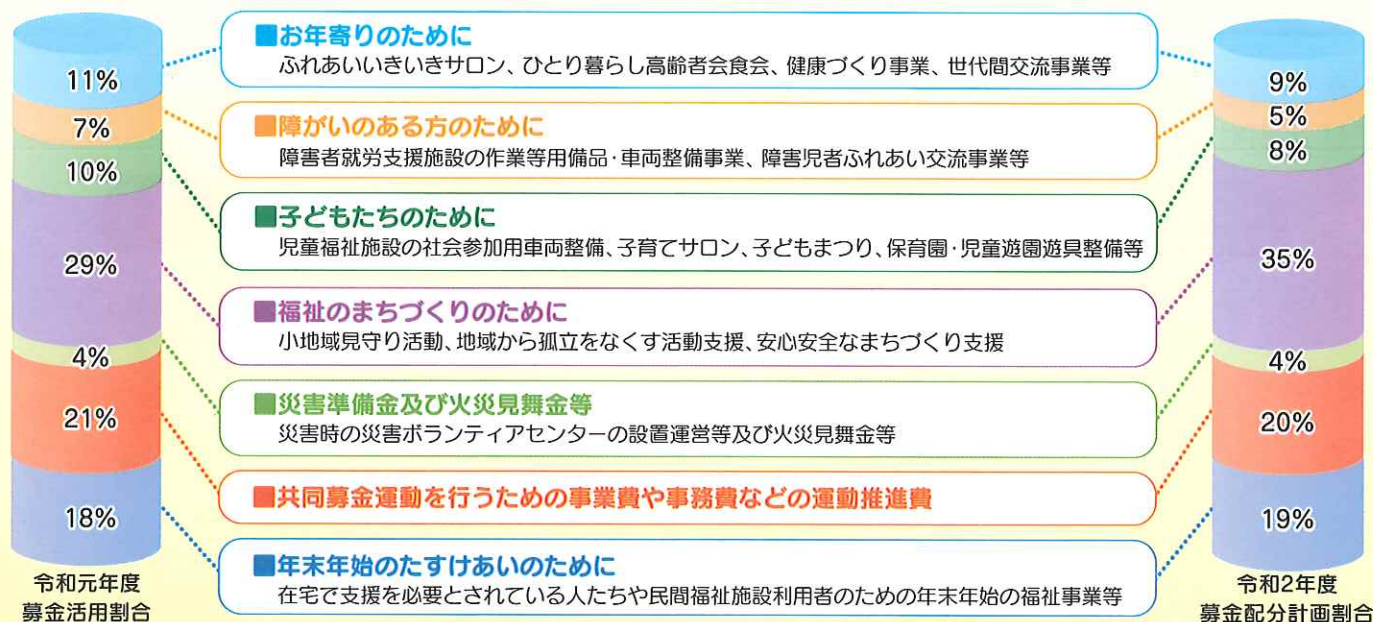 11%
7%
10%
29%
4%
21%
18%
令和元年度
募金活用割合
■お年寄りのために
ふれあいいきいきサロン、ひとり暮らし高齢者会食会、健康づくり事業、世代間交流事業等
■障がいのある方のために
障害者就労支援施設の作業等用備品・車両整備事業、障害児者ふれあい交流事業等
■子どもたちのために
児童福祉施設の社会参加用車両整備、子育てサロン、子どもまつり、保育園・児童遊園遊具整備等
■福祉のまちづくりのために
小地域見守り活動、地域から孤立をなくす活動支援、安心安全なまちづくり支援
■災害準備金及び火災見舞金等
災害時の災害ボランティアセンターの設置運営等及び火災見舞金等
■共同募金運動を行うための事業費や事務費などの運動推進費
■年末年始のたすけあいのために
在宅で支援を必要とされている人たちや民間福祉施設利用者のための年末年始の福祉事業等
9%
5%
8%
35%
4%
20%
19%
令和2年度
募金配分計画割合